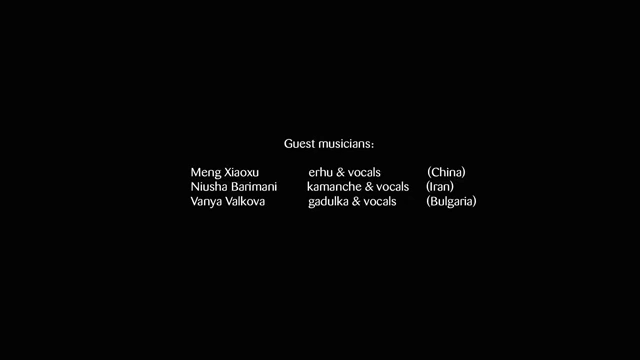 Guest musicians:
Meng Xiaoxu erhu & vocals (China)
Niusha Barimani kamanche & vocals (Iran)
Vanya Valkova gadulka & vocals (Bulgaria)